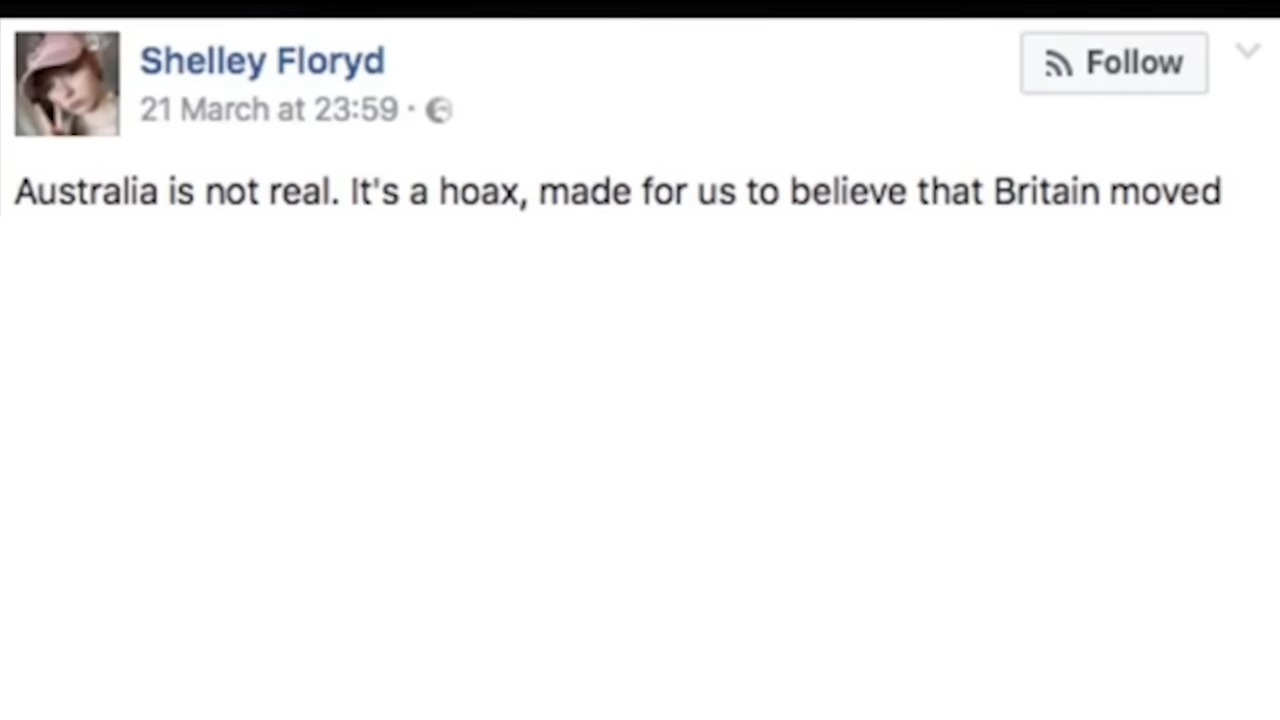 Shelley Floryd
Follow
21 March at 23:59 ·
Australia is not real. It's a hoax, made for us to believe that Britain moved